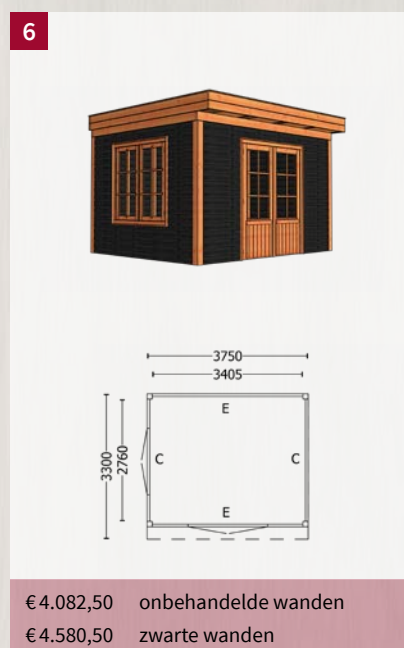 6
3750
3405
E
3300
2760
C
C
E
€ 4.082,50 onbehandelde wanden
€ 4.580,50 zwarte wanden